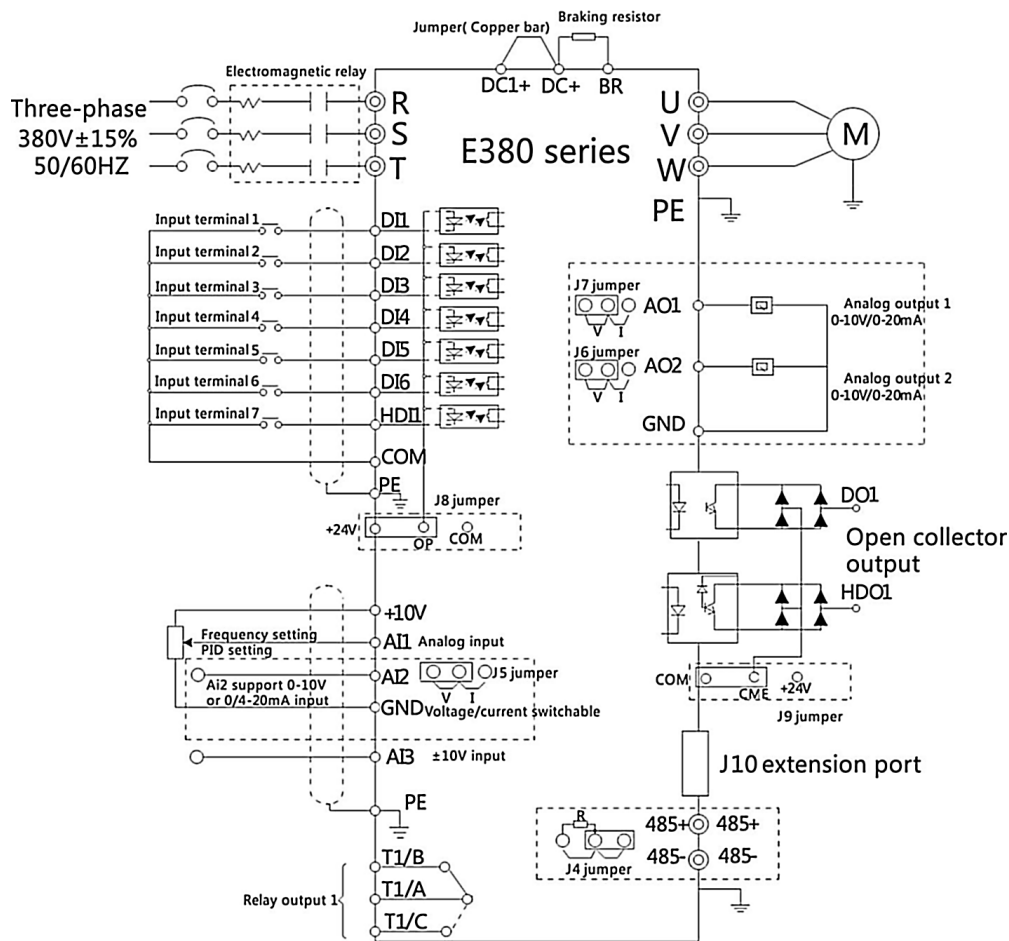 Braking resistor
Jumper( Copper bar)
DC1+ DC+ BR
Electromagnetic relay
Three-phase
380V±15%
50/60HZ
R
S
T
E380 series
U
V
W
M
PE
Input terminal 1
DI1
Input terminal 2
DI2
Input terminal 3
DI3
Input terminal 4
DI4
Input terminal 5
DI5
Input terminal 6
DI6
Input terminal 7
HDI1
COM
PE
J8 jumper
+24V
OP
COM
J7 jumper
V I
AO1
Analog output 1
0-10V/0-20mA
J6 jumper
V I
AO2
Analog output 2
0-10V/0-20mA
GND
DO1
Open collector
output
HDO1
COM
CME
+24V
J9 jumper
+10V
Frequency setting
PID setting
AI1 Analog input
Ai2 support 0-10V
or 0/4-20mA input
AI2
J5 jumper
V I
GND Voltage/current switchable
AI3 ±10V input
PE
J10 extension port
R
J4 jumper
485+ 485+
485- 485-
Relay output 1
T1/B
T1/A
T1/C